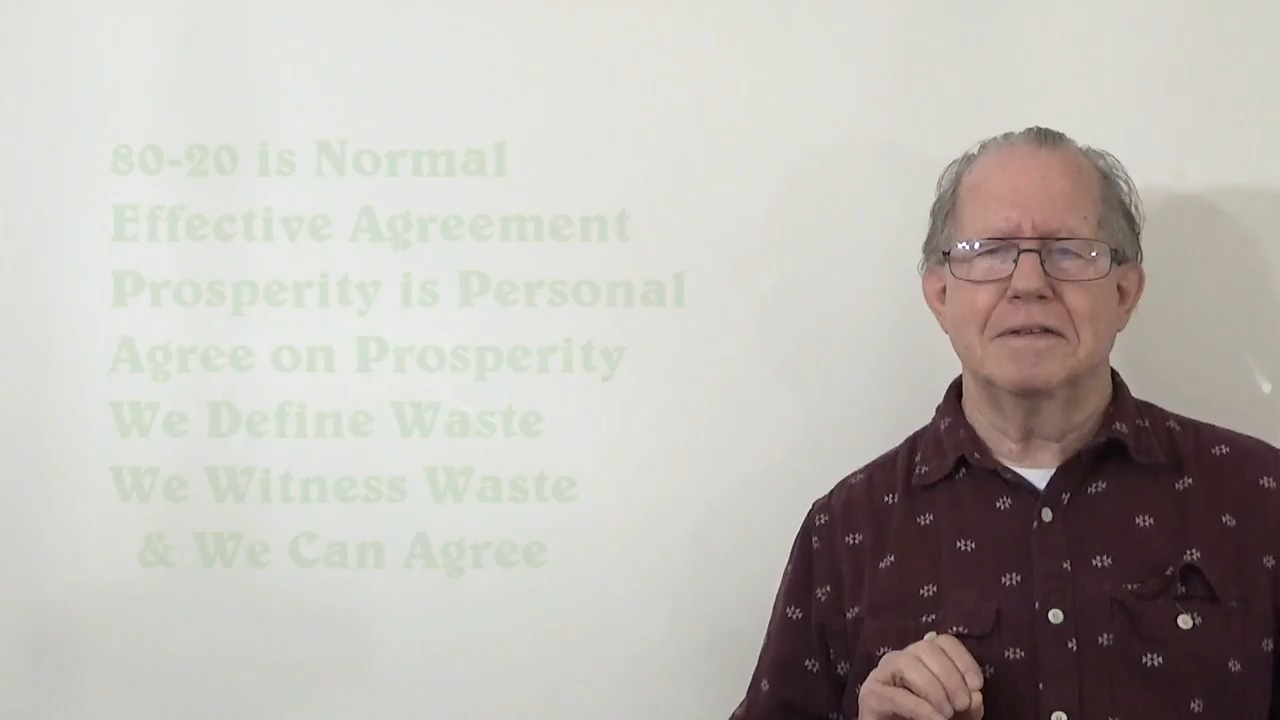 80-20 is Normal
Effective Agreement
Prosperity is Personal
Agree on Prosperity
We Define Waste
We Witness Waste
& We Can Agree